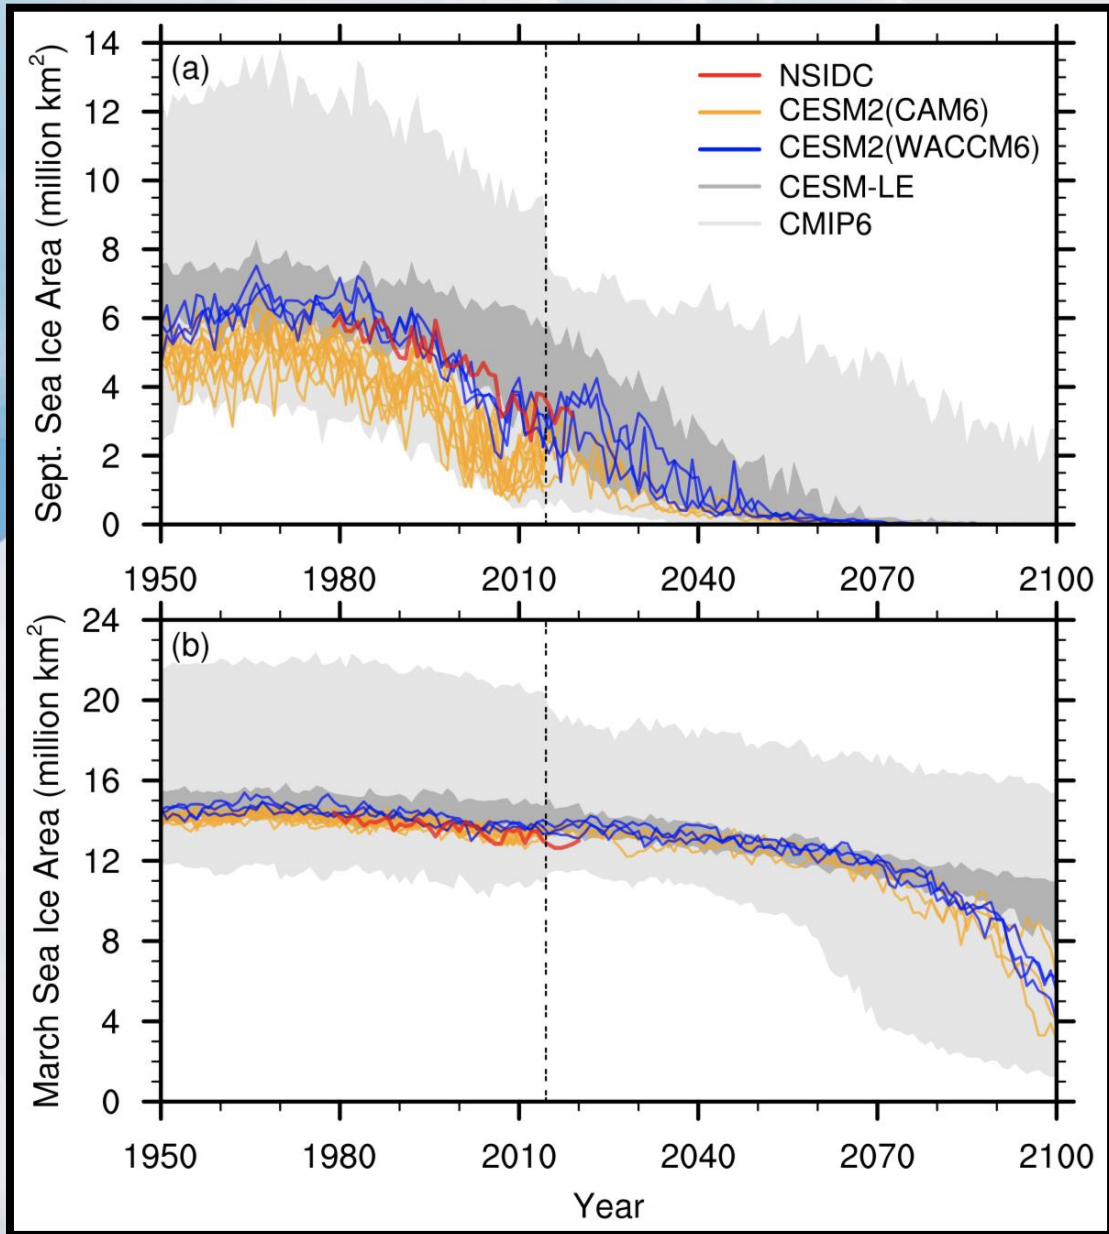 Sept. Sea Ice Area (million km²)
14
12
10
8
6
4
2
0
(a)
NSIDC
CESM2(CAM6)
CESM2(WACCM6)
CESM-LE
CMIP6
1950 1980 2010 2040 2070 2100
March Sea Ice Area (million km²)
24
20
16
12
8
4
0
(b)
1950 1980 2010 2040 2070 2100
Year